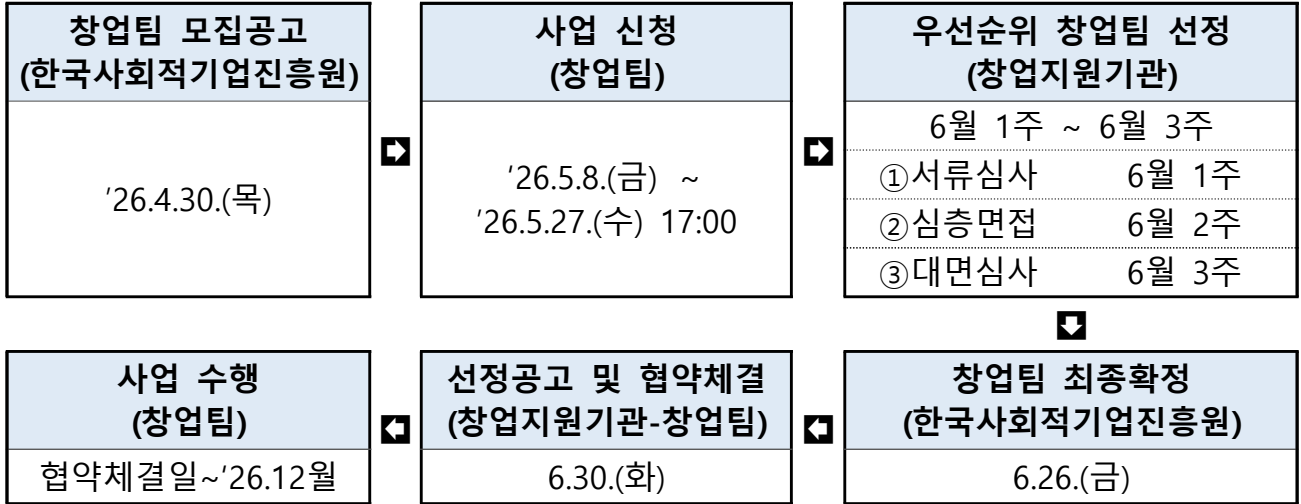 창업팀 모집공고
(한국사회적기업진흥원)
'26.4.30.(목)
사업 신청
(창업팀)
'26.5.8.(금) ~
'26.5.27.(수) 17:00
우선순위 창업팀 선정
(창업지원기관)
6월 1주 ~ 6월 3주
①서류심사 6월 1주
②심층면접 6월 2주
③대면심사 6월 3주
창업팀 최종확정
(한국사회적기업진흥원)
6.26.(금)
선정공고 및 협약체결
(창업지원기관-창업팀)
6.30.(화)
사업 수행
(창업팀)
협약체결일~'26.12월